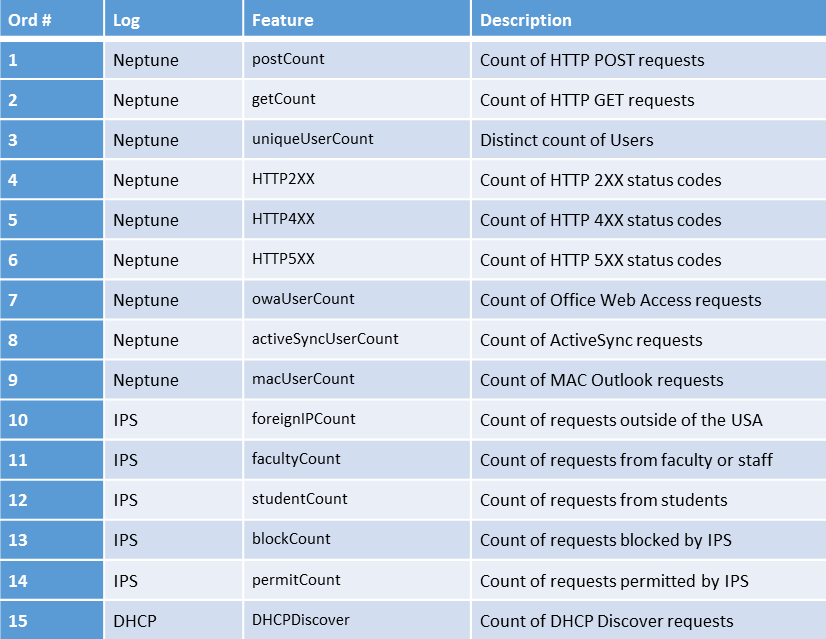 Ord # Log Feature Description
1 Neptune postCount Count of HTTP POST requests
2 Neptune getCount Count of HTTP GET requests
3 Neptune uniqueUserCount Distinct count of Users
4 Neptune HTTP2XX Count of HTTP 2XX status codes
5 Neptune HTTP4XX Count of HTTP 4XX status codes
6 Neptune HTTP5XX Count of HTTP 5XX status codes
7 Neptune owaUserCount Count of Office Web Access requests
8 Neptune activeSyncUserCount Count of ActiveSync requests
9 Neptune macUserCount Count of MAC Outlook requests
10 IPS foreignIPCount Count of requests outside of the USA
11 IPS facultyCount Count of requests from faculty or staff
12 IPS studentCount Count of requests from students
13 IPS blockCount Count of requests blocked by IPS
14 IPS permitCount Count of requests permitted by IPS
15 DHCP DHCPDiscover Count of DHCP Discover requests